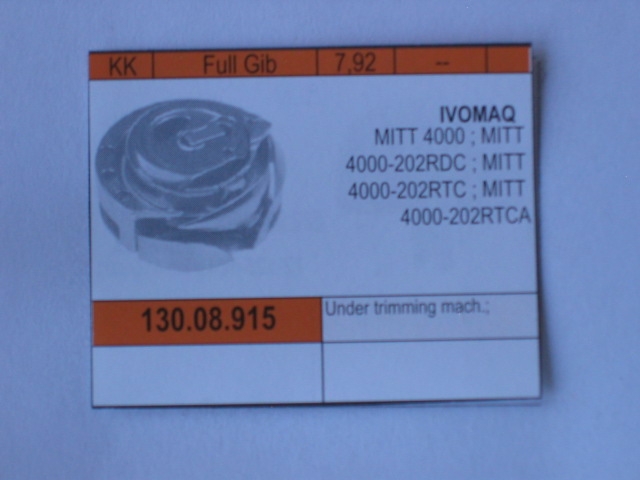 KK Full Gib 7,92 --
IVOMAQ
MITT 4000 ; MITT
4000-202RDC ; MITT
4000-202RTC ; MITT
4000-202RTCA
130.08.915
Under trimming mach.;